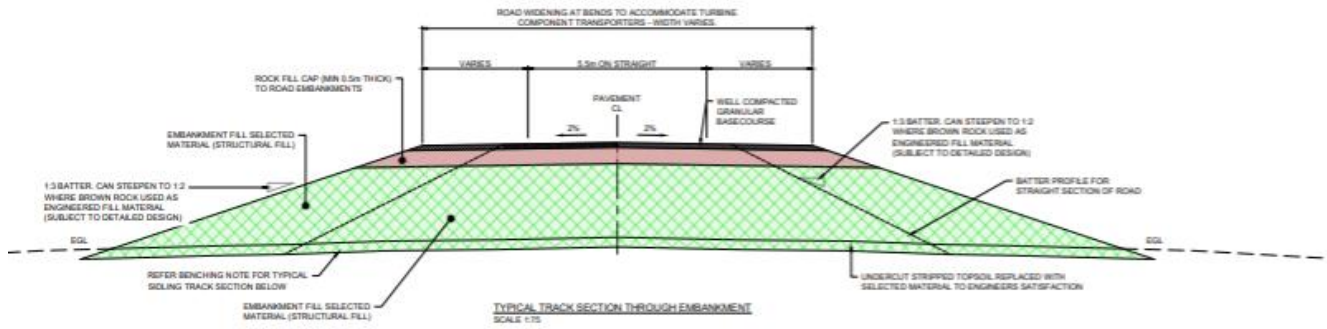 ROAD WIDENING AT BENDS TO ACCOMMODATE TURBINE
COMPONENT TRANSPORTERS - WIDTH VARIES.
VARIES
5.5m ON STRAIGHT
VARIES
ROCK FILL CAP (MIN 0.5m THICK)
TO ROAD EMBANKMENTS
PAVEMENT
CL
WELL COMPACTED
GRANULAR
BASECOURSE
2%
2%
EMBANKMENT FILL SELECTED
MATERIAL (STRUCTURAL FILL)
1:3 BATTER. CAN STEEPEN TO 1:2
WHERE BROWN ROCK USED AS
ENGINEERED FILL MATERIAL
(SUBJECT TO DETAILED DESIGN)
1:3 BATTER. CAN STEEPEN TO 1:2
WHERE BROWN ROCK USED AS
ENGINEERED FILL MATERIAL
(SUBJECT TO DETAILED DESIGN)
BATTER PROFILE FOR
STRAIGHT SECTION OF ROAD
EGL
EGL
REFER BENCHING NOTE FOR TYPICAL
SIDLING TRACK SECTION BELOW
UNDERCUT STRIPPED TOPSOIL REPLACED WITH
SELECTED MATERIAL TO ENGINEERS SATISFACTION
EMBANKMENT FILL SELECTED
MATERIAL (STRUCTURAL FILL)
TYPICAL TRACK SECTION THROUGH EMBANKMENT
SCALE 1:75